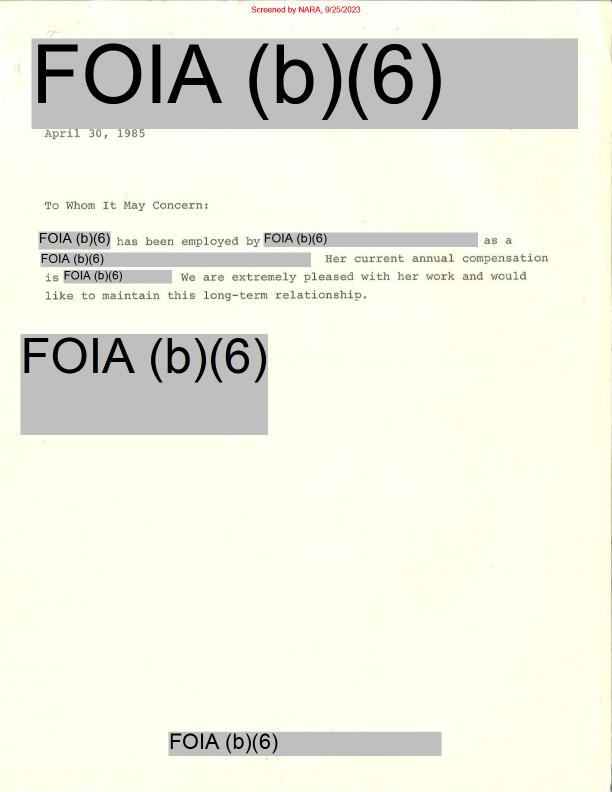 Screened by NARA, 9/25/2023
FOIA (b)(6)
April 30, 1985
To Whom It May Concern:
FOIA (b)(6) has been employed by FOIA (b)(6) as a
FOIA (b)(6) Her current annual compensation
is FOIA (b)(6) We are extremely pleased with her work and would
like to maintain this long-term relationship.
FOIA (b)(6)
FOIA (b)(6)